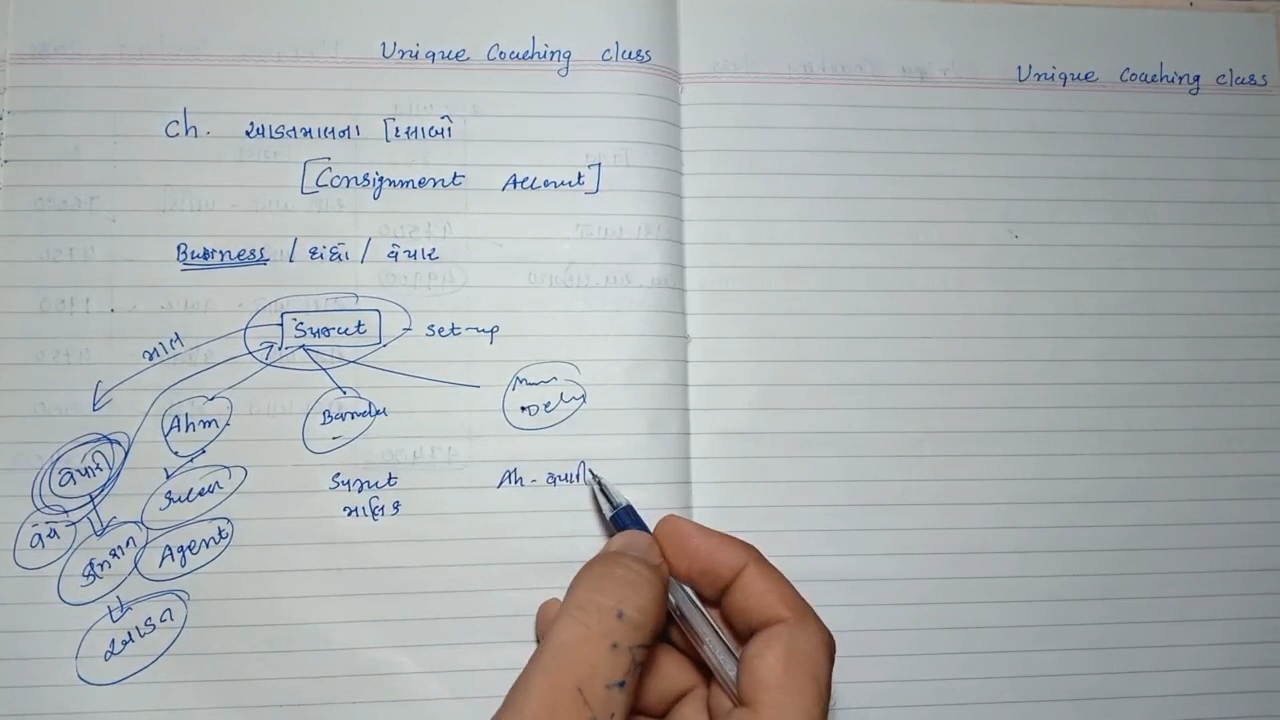 Unique Coaching class
Unique Coaching class
Ch. આડતમાલના હિસાબો
[Consignment Account]
Business / ધંધો / વેપાર
Surat - set-up
માલ
Ahm. Baroda Delhi
વેપારી
Surat Ah - વેપારી
માલિક
વેચે
કમિશન Agent
આડત